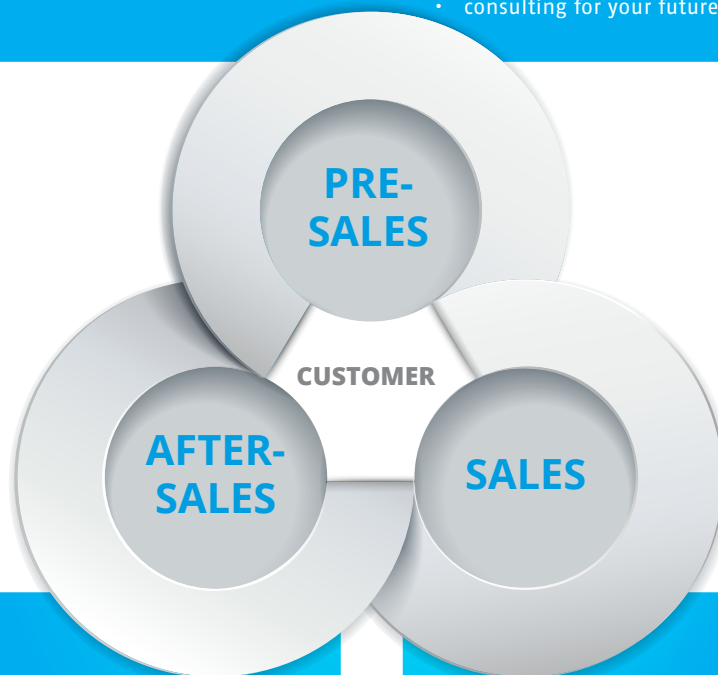 • consulting for your future
PRE-
SALES
CUSTOMER
AFTER-
SALES
SALES